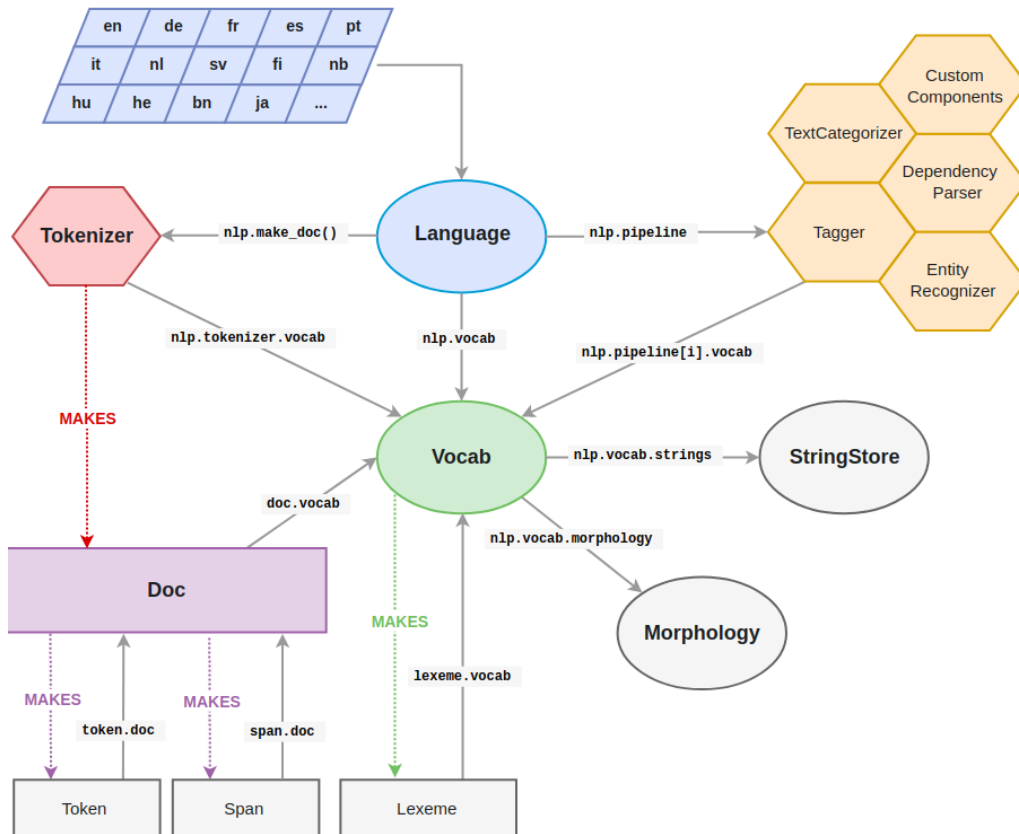 en de fr es pt
it nl sv fi nb
hu he bn ja ...
Custom
Components
TextCategorizer
Dependency
Parser
Tokenizer
nlp.make_doc()
Language
nlp.pipeline
Tagger
Entity
Recognizer
nlp.tokenizer.vocab
nlp.vocab
nlp.pipeline[i].vocab
MAKES
Vocab
nlp.vocab.strings
StringStore
doc.vocab
nlp.vocab.morphology
Doc
MAKES
Morphology
lexeme.vocab
MAKES
MAKES
token.doc
span.doc
Token
Span
Lexeme